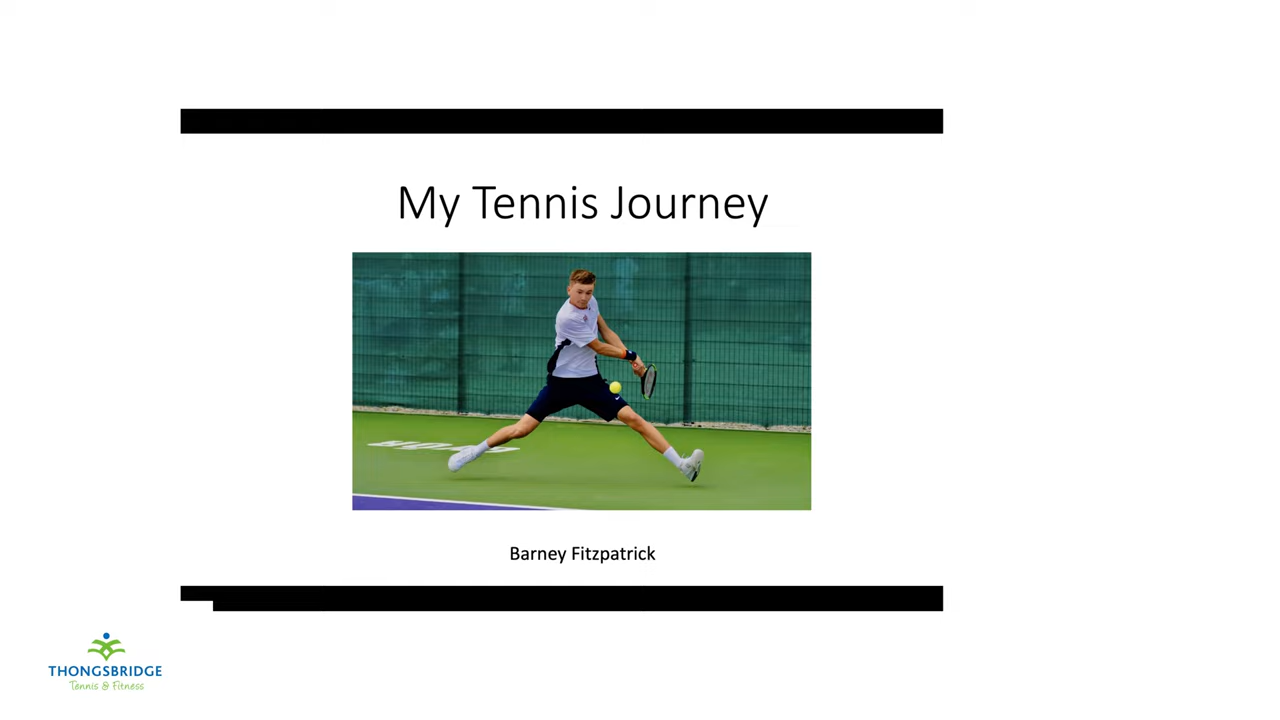 My Tennis Journey
Barney Fitzpatrick
THONGSBRIDGE
Tennis & Fitness